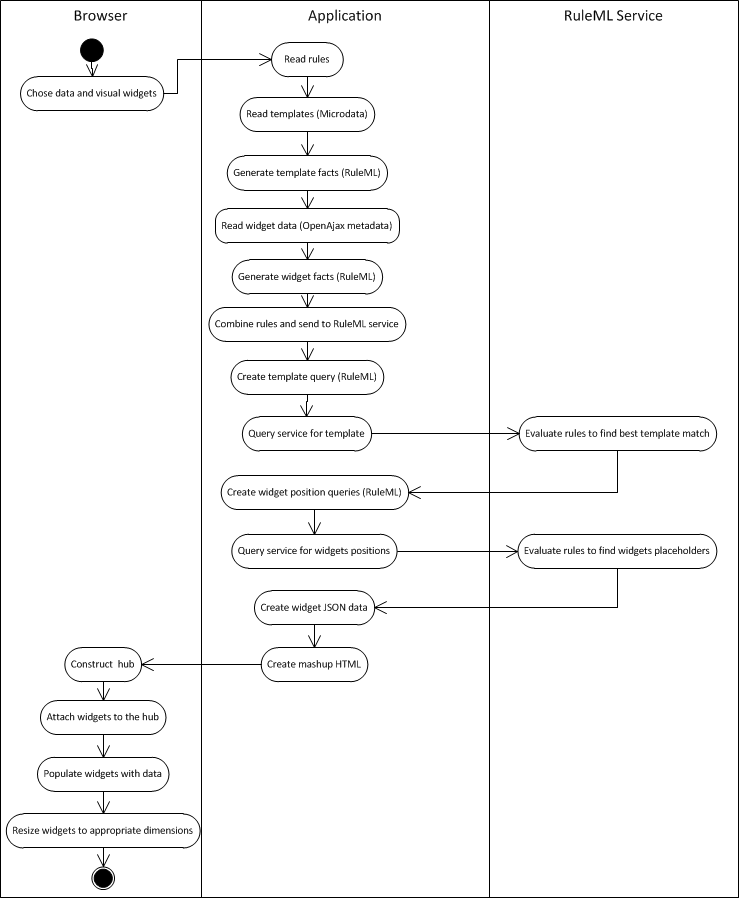 Browser
Application
RuleML Service
Chose data and visual widgets
Read rules
Read templates (Microdata)
Generate template facts (RuleML)
Read widget data (OpenAjax metadata)
Generate widget facts (RuleML)
Combine rules and send to RuleML service
Create template query (RuleML)
Query service for template
Evaluate rules to find best template match
Create widget position queries (RuleML)
Query service for widgets positions
Evaluate rules to find widgets placeholders
Create widget JSON data
Create mashup HTML
Construct hub
Attach widgets to the hub
Populate widgets with data
Resize widgets to appropriate dimensions